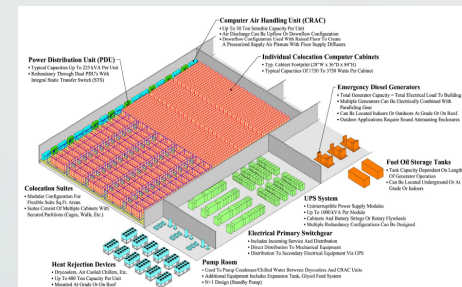 Computer Air Handling Unit (CRAC)
• Up To 30 Ton Sensible Capacity Per Unit
• Air Discharge Can Be Upflow Or Downflow Configuration
• Downflow Configuration Used With Raised Floor To Create
A Pressurized Supply Air Plenum With Floor Supply Diffusers
Power Distribution Unit (PDU)
• Typical Capacities Up To 225 kVA Per Unit
• Redundancy Through Dual PDU's With
Integral Static Transfer Switch (STS)
Individual Colocation Computer Cabinets
• Typ. Cabinet Footprint (28"W x 36"D x 84"H)
• Typical Capacities Of 1750 To 3750 Watts Per Cabinet
Emergency Diesel Generators
• Total Generator Capacity = Total Electrical Load To Building
• Multiple Generators Can Be Electrically Combined With
Paralleling Gear
• Can Be Located Indoors Or Outdoors At Grade Or On Roof.
• Outdoor Applications Require Sound Attenuating Enclosures
Fuel Oil Storage Tanks
• Tank Capacity Dependent On Length
Of Generator Operation
• Can Be Located Underground Or At
Grade Or Indoors
Colocation Suites
• Modular Configuration For
Flexible Suite Sq.Ft. Areas.
• Suites Consist Of Multiple Cabinets With
Secured Partitions (Cages, Walls, Etc.)
UPS System
• Uninterruptible Power Supply Modules
• Up To 1000 kVA Per Module
• Cabinets And Battery Strings Or Rotary Flywheels
• Multiple Redundancy Configurations Can Be Designed
Electrical Primary Switchgear
• Includes Incoming Service And Distribution
• Direct Distribution To Mechanical Equipment
• Distribution To Secondary Electrical Equipment Via UPS
Pump Room
• Used To Pump Condenser/Chilled Water Between Drycoolers And CRAC Units
• Additional Equipment Includes Expansion Tank, Glycol Feed System
• N+1 Design (Standby Pump)
Heat Rejection Devices
• Drycoolers, Air Cooled Chillers, Etc.
• Up To 400 Ton Capacity Per Unit
• Mounted At Grade Or On Roof